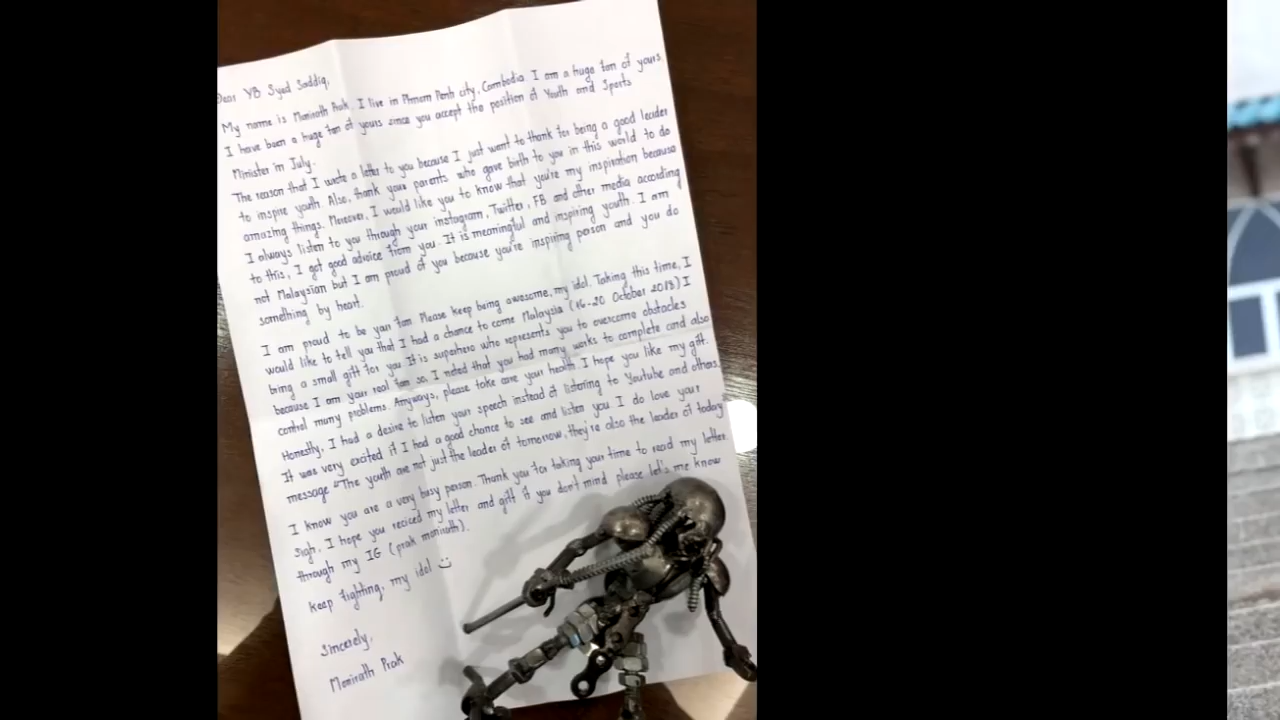 Dear YB Syed Saddiq,
My name is Monirath Prak. I live in Phnom Penh city, Cambodia I am a huge fan of yours.
I have been a huge fan of yours since you accept the position of Youth and Sports
Minister in July.
The reason that I wrote a letter to you because I just want to thank for being a good leader
to inspire youth. Also, thank your parents who gave birth to you in this world to do
amazing things. Moreover, I would like you to know that you're my inspiration because
I always listen to you through your instagram, Twitter, FB and other media according
to this, I got good advice from you. It is meaningful and inspiring youth. I am
not Malaysian but I am proud of you because you're inspiring person and you do
something by heart.
I am proud to be your fan Please keep being awesome, my idol. Taking this time, I
would like to tell you that I had a chance to come Malaysia (16-20 October 2018) I
bring a small gift for you It is superhero who represents you to overcome obstacles
because I am your real fan so, I noted that you had many works to complete and also
control many problems. Anyways, please take care your health. I hope you like my gift.
Honestly, I had a desire to listen your speech instead of listening to Youtube and others.
It was very excited if I had a good chance to see and listen you I do love your
message "The youth are not just the leader of tomorrow, they're also the leader of today
I know you are a very busy person. Thank you for taking your time to read my letter.
Sigh, I hope you recived my letter and gift if you don't mind please let's me know
through my IG (prak monirath).
Keep fighting, my idol :)
Sincerely,
Monirath Prak